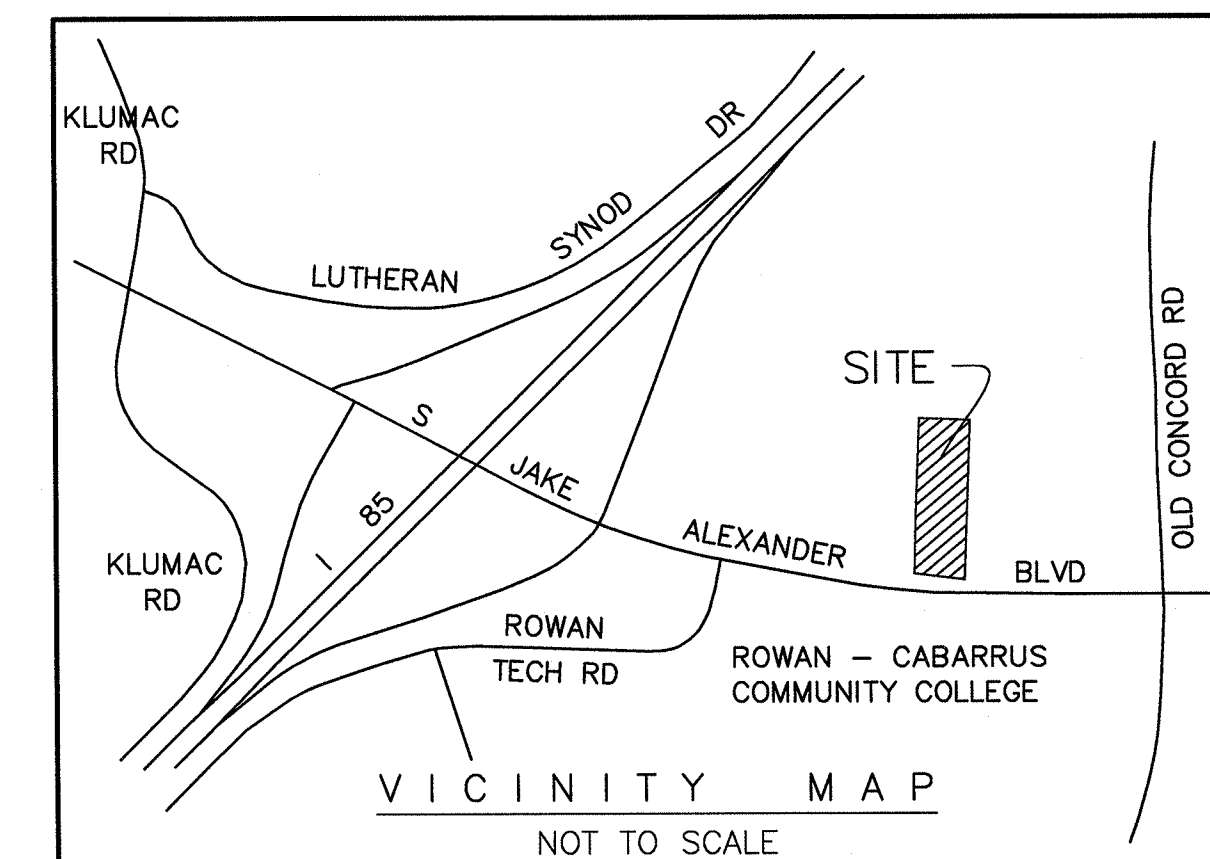 KLUMAC
RD
DR
SYNOD
LUTHERAN
OLD CONCORD RD
SITE
S
JAKE
I 85
ALEXANDER
BLVD
KLUMAC
RD
ROWAN
TECH RD
ROWAN – CABARRUS
COMMUNITY COLLEGE
VICINITY MAP
NOT TO SCALE